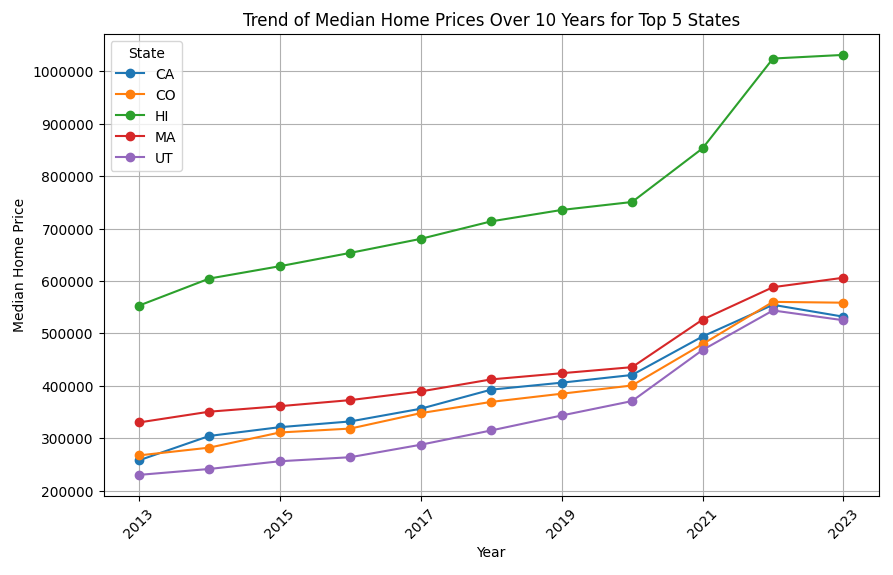 Trend of Median Home Prices Over 10 Years for Top 5 States
State
CA
CO
HI
MA
UT
Median Home Price
1000000
900000
800000
700000
600000
500000
400000
300000
200000
2013
2015
2017
2019
2021
2023
Year